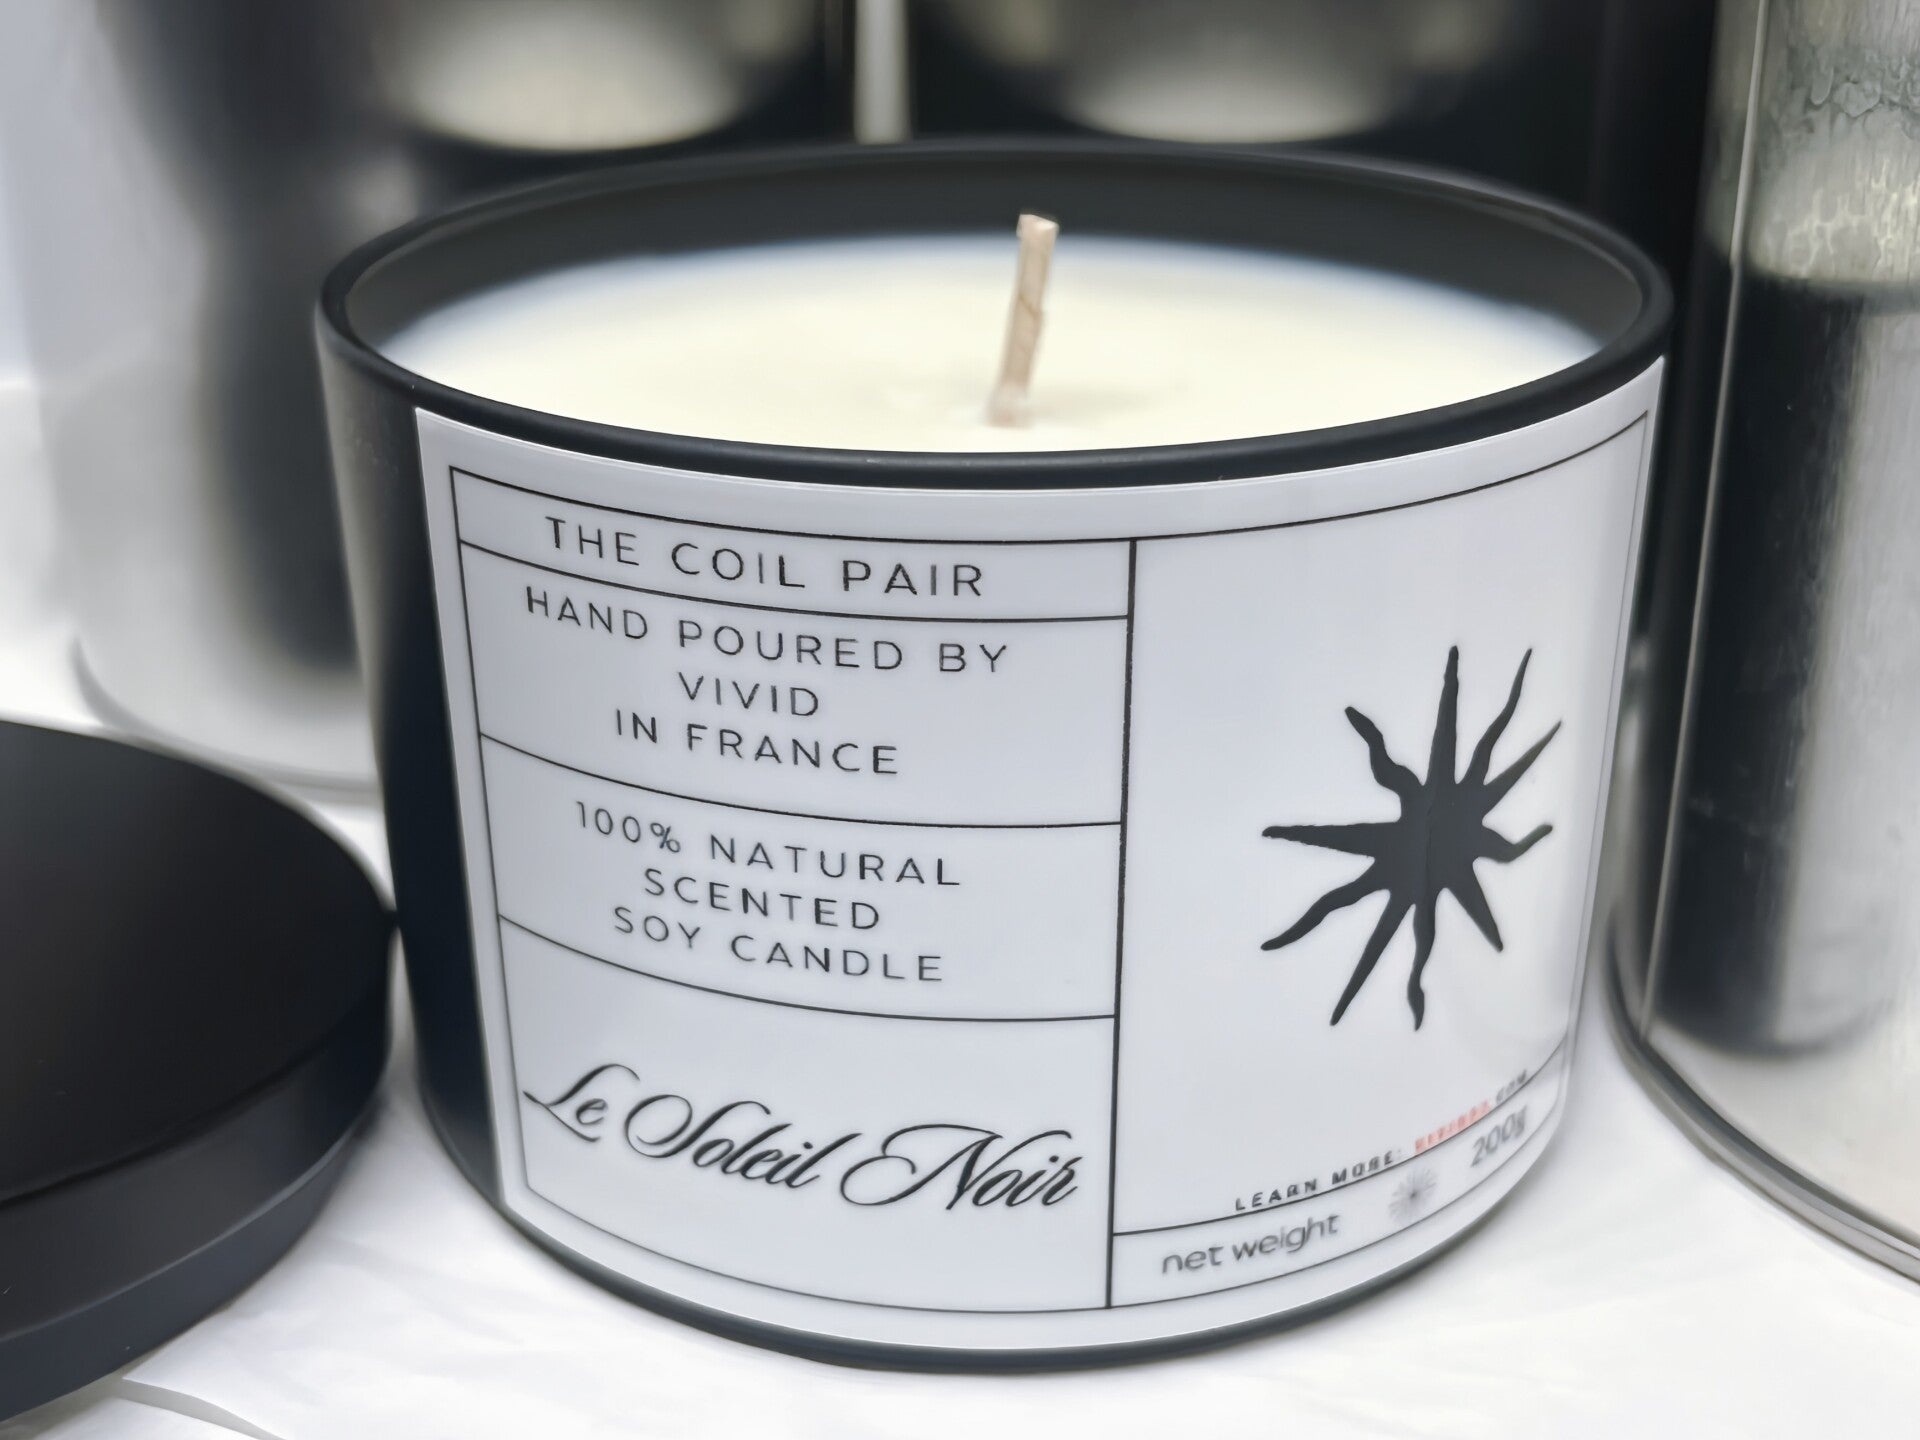 THE COIL PAIR
HAND POURED BY
VIVID
IN FRANCE
100% NATURAL
SCENTED
SOY CANDLE
Le Soleil Noir
LEARN MORE: .COM
net weight 200g